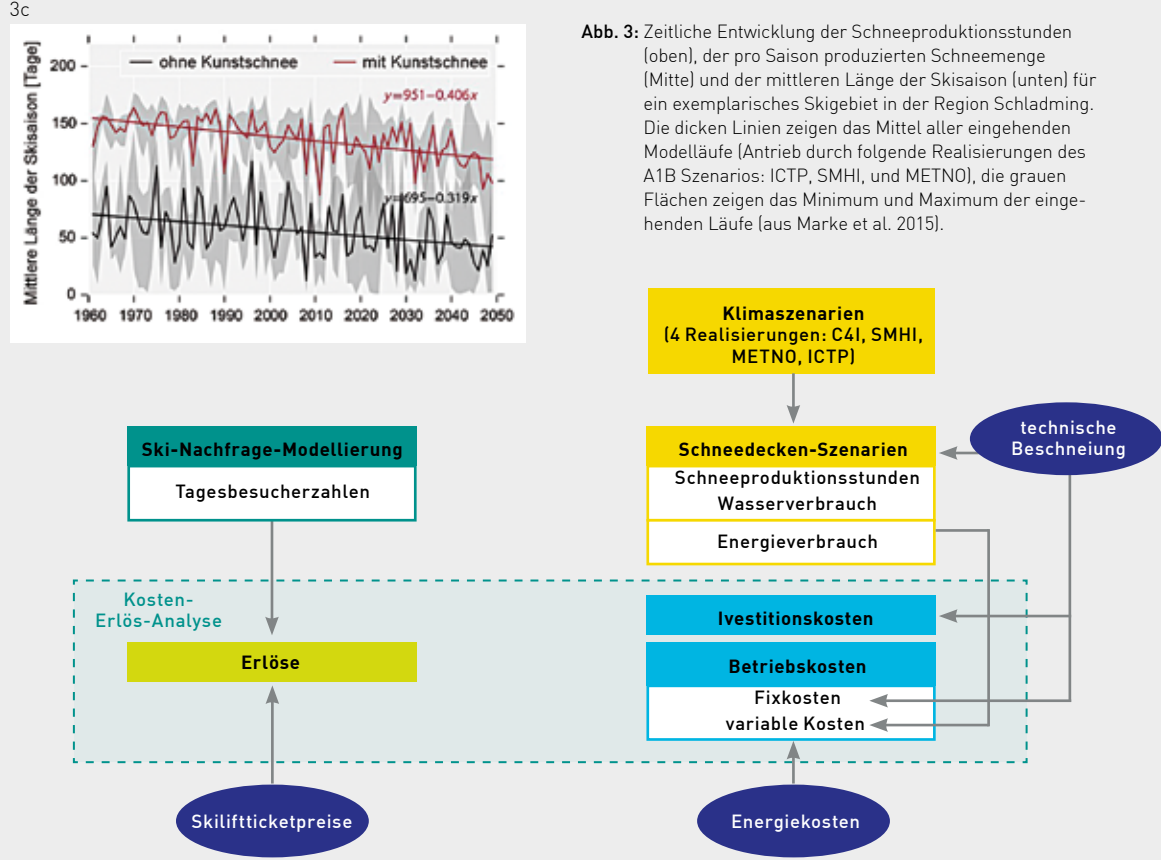 3c
Mittlere Länge der Skisaison [Tage]
200
150
100
50
0
ohne Kunstschnee
mit Kunstschnee
y=951−0.406x
y=695−0.319x
1960 1970 1980 1990 2000 2010 2020 2030 2040 2050
Abb. 3: Zeitliche Entwicklung der Schneeproduktionsstunden
(oben), der pro Saison produzierten Schneemenge
(Mitte) und der mittleren Länge der Skisaison (unten) für
ein exemplarisches Skigebiet in der Region Schladming.
Die dicken Linien zeigen das Mittel aller eingehenden
Modelläufe (Antrieb durch folgende Realisierungen des
A1B Szenarios: ICTP, SMHI, und METNO), die grauen
Flächen zeigen das Minimum und Maximum der einge-
henden Läufe (aus Marke et al. 2015).
Klimaszenarien
(4 Realisierungen: C4I, SMHI,
METNO, ICTP)
technische
Beschneiung
Ski-Nachfrage-Modellierung
Tagesbesucherzahlen
Schneedecken-Szenarien
Schneeproduktionsstunden
Wasserverbrauch
Energieverbrauch
Kosten-
Erlös-Analyse
Erlöse
Ivestitionskosten
Betriebskosten
Fixkosten
variable Kosten
Skiliftticketpreise
Energiekosten